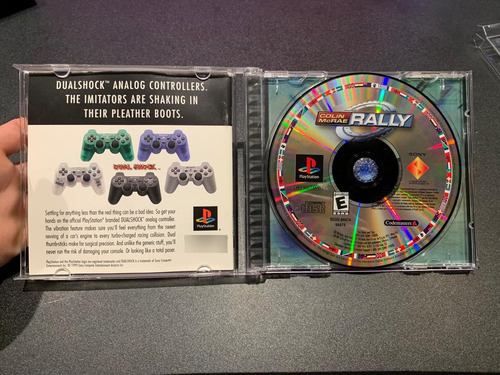 DUALSHOCK™ ANALOG CONTROLLERS.
THE IMITATORS ARE SHAKING IN
THEIR PLEATHER BOOTS.
DUAL SHOCK
Settling for anything less than the real thing can be a bad idea. So get your
hands on the official PlayStation® branded DUALSHOCK™ analog controller.
The vibration feature makes sure you'll feel everything from the sweet
revving of a car's engine to every turbo-charged racing collision. Dual
thumbsticks make for surgical precision. And unlike the generic stuff, you'll
never run the risk of damaging your console. Or looking like a total poser.
PlayStation
COLIN
McRAE
RALLY
PlayStation
SONY
EVERYONE
E
Codemasters